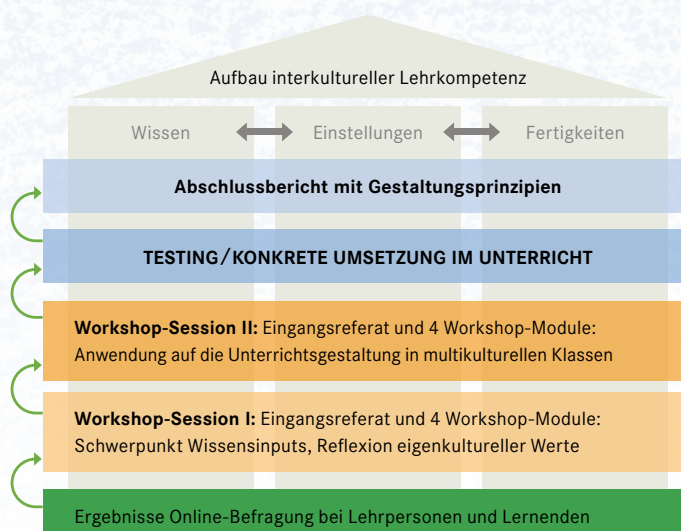 Aufbau interkultureller Lehrkompetenz
Wissen Einstellungen Fertigkeiten
Abschlussbericht mit Gestaltungsprinzipien
TESTING/KONKRETE UMSETZUNG IM UNTERRICHT
Workshop-Session II: Eingangsreferat und 4 Workshop-Module:
Anwendung auf die Unterrichtsgestaltung in multikulturellen Klassen
Workshop-Session I: Eingangsreferat und 4 Workshop-Module:
Schwerpunkt Wissensinputs, Reflexion eigenkultureller Werte
Ergebnisse Online-Befragung bei Lehrpersonen und Lernenden